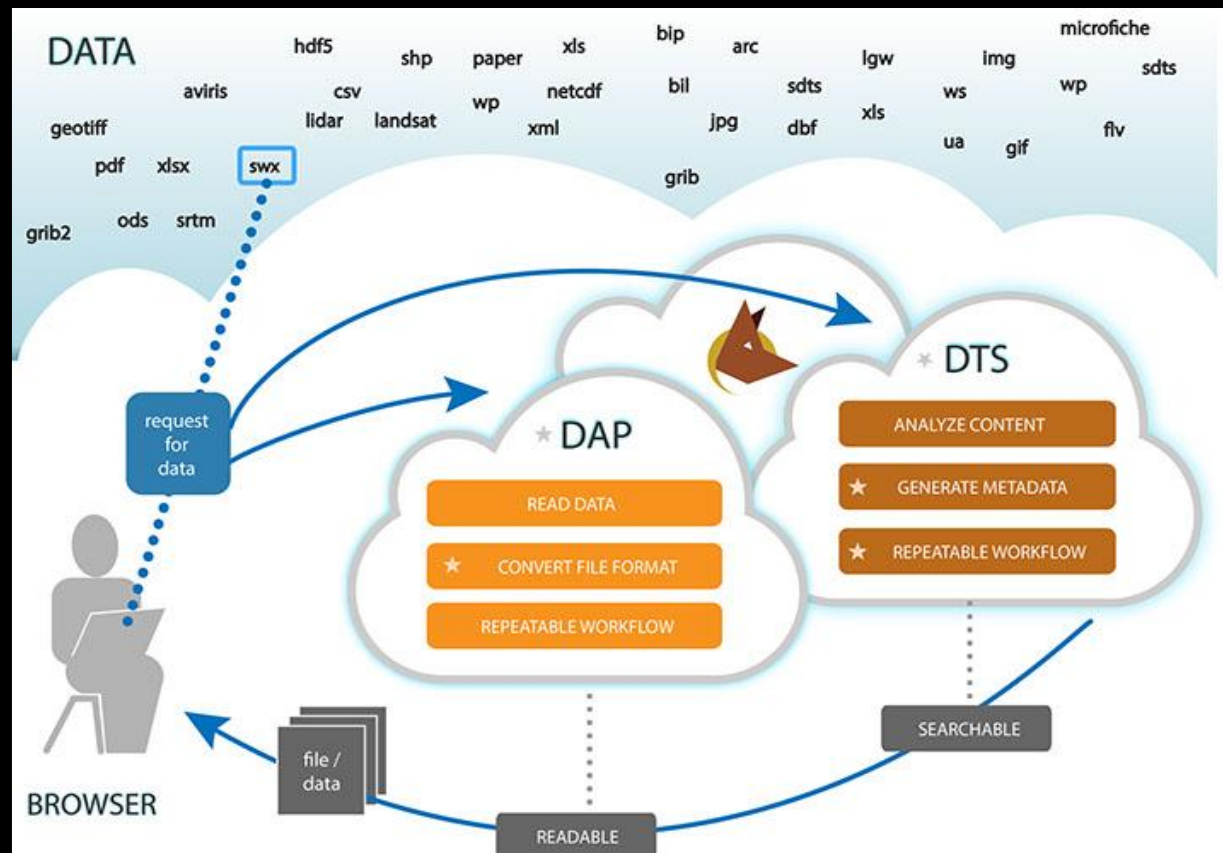 DATA
hdf5
shp
paper
xls
bip
arc
lgw
img
microfiche
sdts
aviris
csv
wp
netcdf
bil
sdts
xls
ws
wp
geotiff
lidar
landsat
xml
jpg
dbf
ua
gif
flv
pdf
xlsx
swx
grib
grib2
ods
srtm
request
for
data
DAP
READ DATA
CONVERT FILE FORMAT
REPEATABLE WORKFLOW
DTS
ANALYZE CONTENT
GENERATE METADATA
REPEATABLE WORKFLOW
SEARCHABLE
READABLE
file /
data
BROWSER